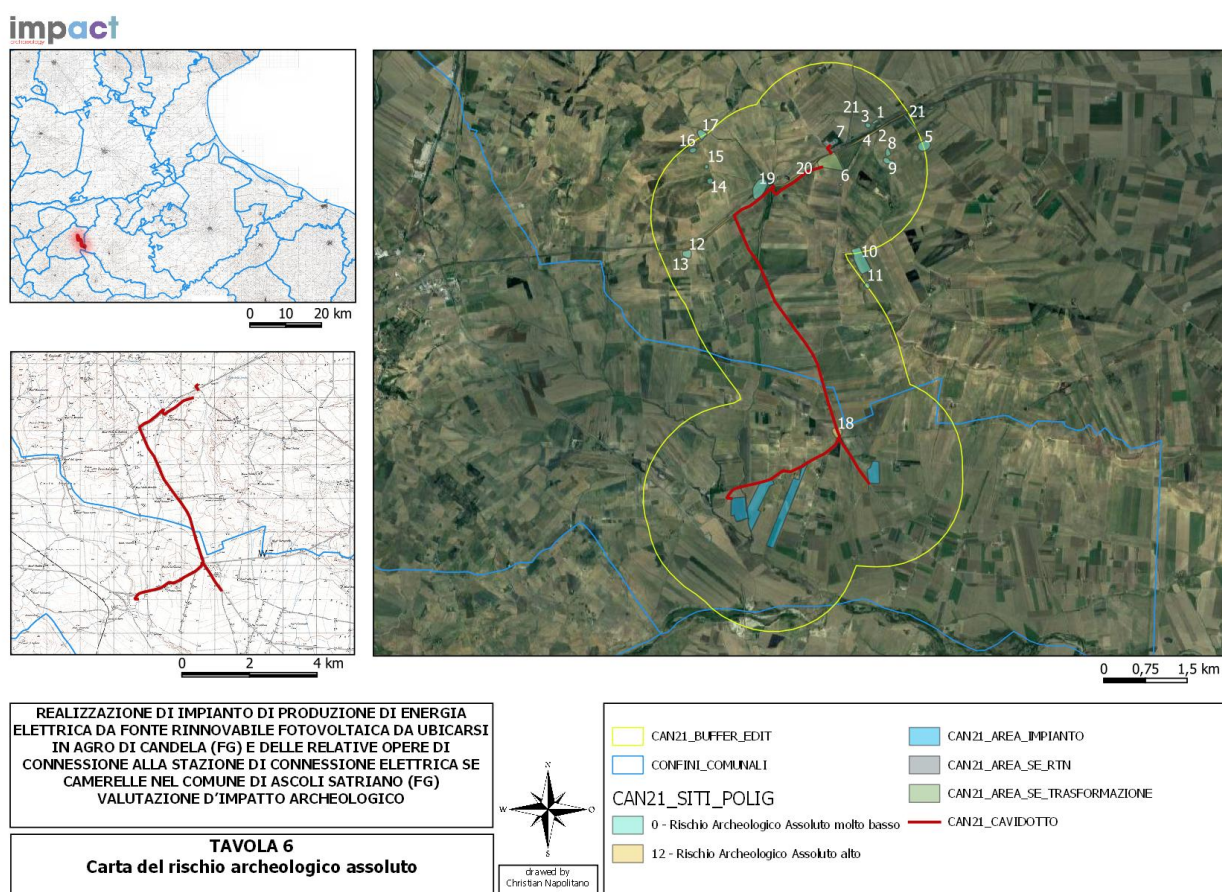 impact
archaeology
0 10 20 km
0 2 4 km
17
16
15
14
21
3
1
7
4
2
8
21
5
9
20
6
19
12
13
10
11
18
0 0,75 1,5 km
REALIZZAZIONE DI IMPIANTO DI PRODUZIONE DI ENERGIA
ELETTRICA DA FONTE RINNOVABILE FOTOVOLTAICA DA UBICARSI
IN AGRO DI CANDELA (FG) E DELLE RELATIVE OPERE DI
CONNESSIONE ALLA STAZIONE DI CONNESSIONE ELETTRICA SE
CAMERELLE NEL COMUNE DI ASCOLI SATRIANO (FG)
VALUTAZIONE D'IMPATTO ARCHEOLOGICO
TAVOLA 6
Carta del rischio archeologico assoluto
N
W O
S
drawed by
Christian Napolitano
CAN21_BUFFER_EDIT
CONFINI_COMUNALI
CAN21_SITI_POLIG
0 - Rischio Archeologico Assoluto molto basso
12 - Rischio Archeologico Assoluto alto
CAN21_AREA_IMPIANTO
CAN21_AREA_SE_RTN
CAN21_AREA_SE_TRASFORMAZIONE
CAN21_CAVIDOTTO